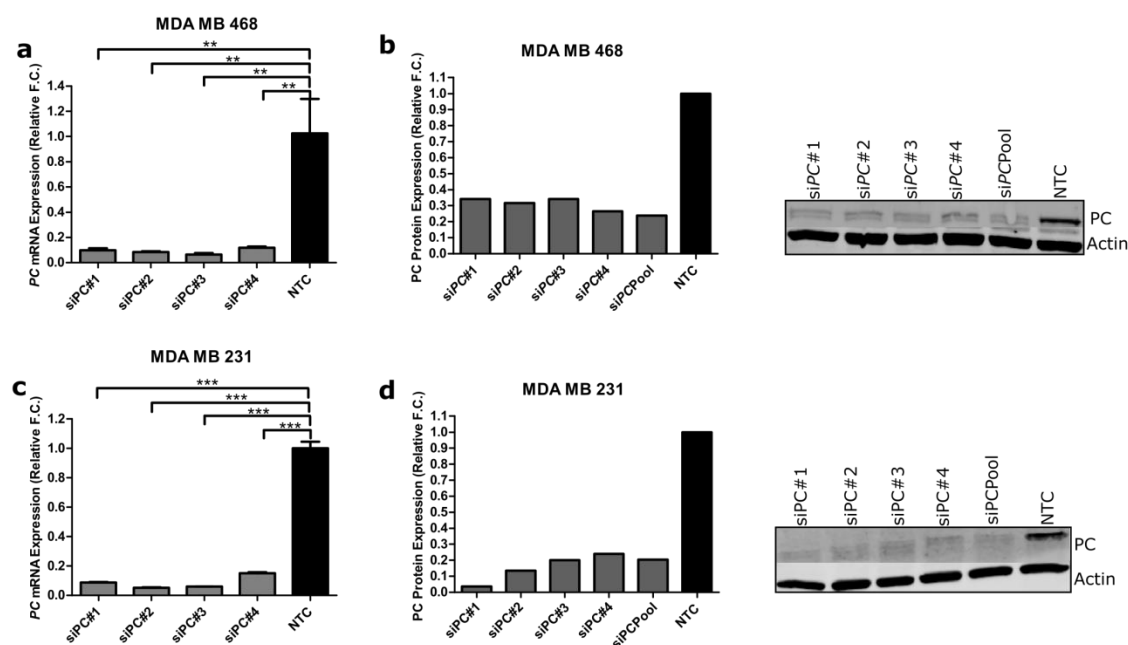 a
MDA MB 468
**
**
**
**
PC mRNA Expression (Relative F.C.)
1.4
1.2
1.0
0.8
0.6
0.4
0.2
0.0
siPC#1
siPC#2
siPC#3
siPC#4
NTC
b
MDA MB 468
PC Protein Expression (Relative F.C.)
1.1
1.0
0.9
0.8
0.7
0.6
0.5
0.4
0.3
0.2
0.1
0.0
siPC#1
siPC#2
siPC#3
siPC#4
siPCPool
NTC
siPC#1
siPC#2
siPC#3
siPC#4
siPCPool
NTC
PC
Actin
c
MDA MB 231
***
***
***
***
PC mRNA Expression (Relative F.C.)
1.2
1.0
0.8
0.6
0.4
0.2
0.0
siPC#1
siPC#2
siPC#3
siPC#4
NTC
d
MDA MB 231
PC Protein Expression (Relative F.C.)
1.1
1.0
0.9
0.8
0.7
0.6
0.5
0.4
0.3
0.2
0.1
0.0
siPC#1
siPC#2
siPC#3
siPC#4
siPCPool
NTC
siPC#1
siPC#2
siPC#3
siPC#4
siPCPool
NTC
PC
Actin